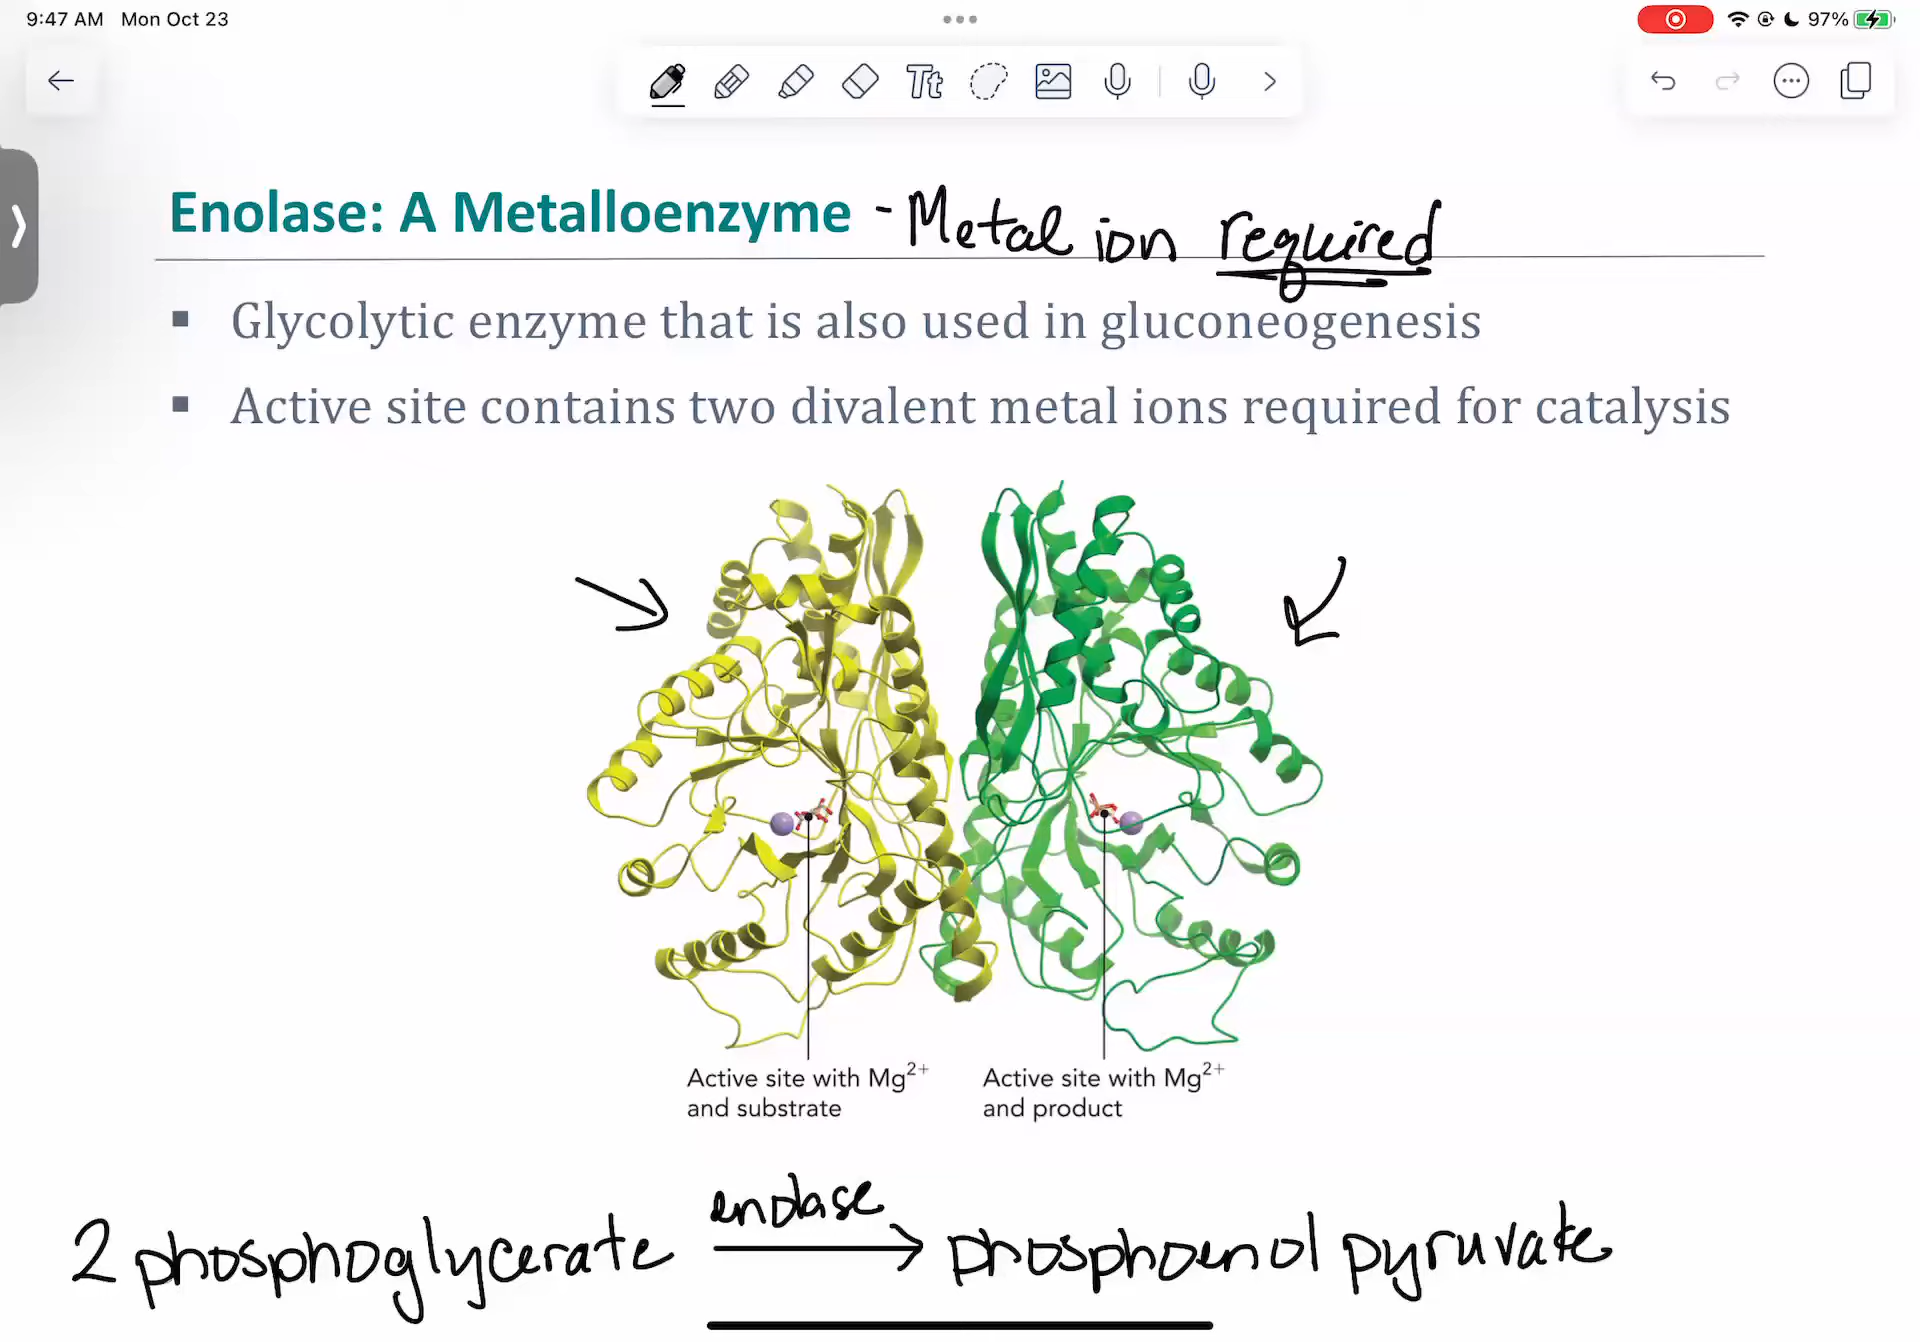 9:47 AM Mon Oct 23
97%
Tt
Enolase: A Metalloenzyme - Metal ion required
▪ Glycolytic enzyme that is also used in gluconeogenesis
▪ Active site contains two divalent metal ions required for catalysis
Active site with Mg²⁺
and substrate
Active site with Mg²⁺
and product
enolase
2 phosphoglycerate → phosphoenol pyruvate